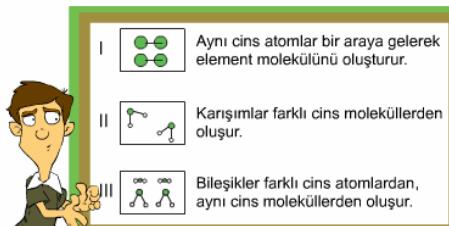 I Aynı cins atomlar bir araya gelerek
element molekülünü oluşturur.
II Karışımlar farklı cins moleküllerden
oluşur.
III Bileşikler farklı cins atomlardan,
aynı cins moleküllerden oluşur.